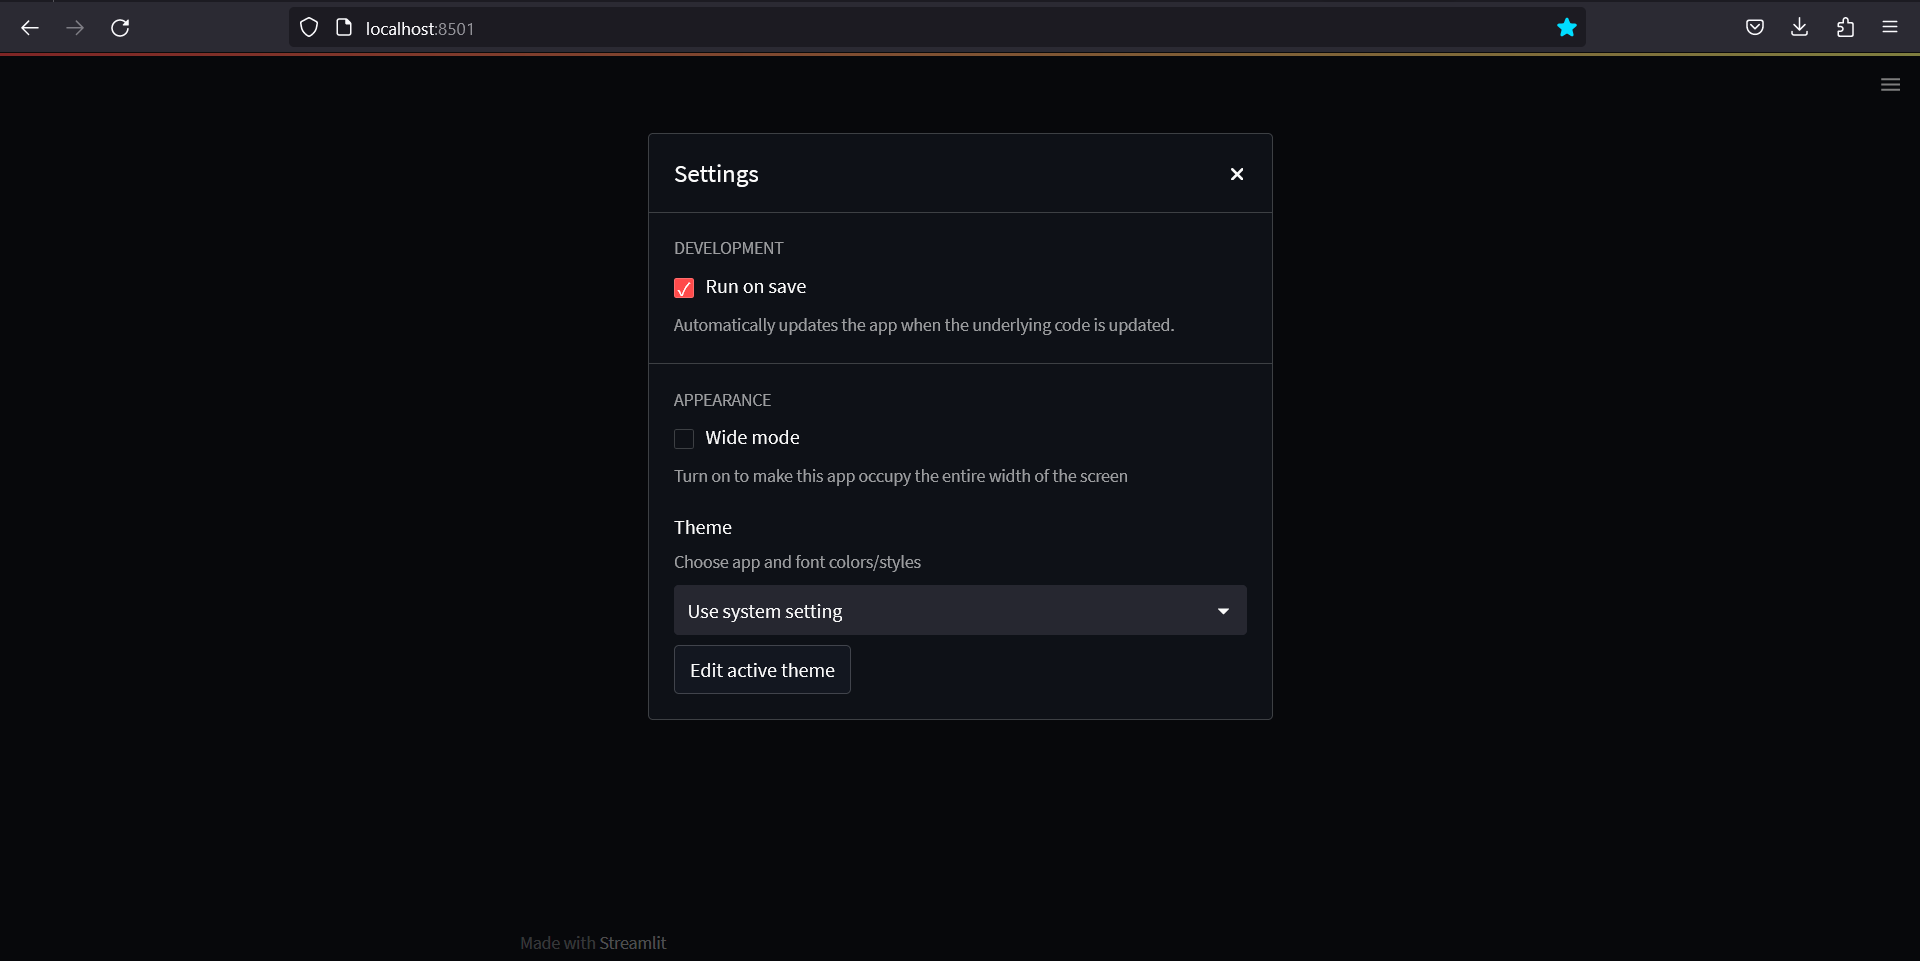 localhost:8501
Settings
DEVELOPMENT
Run on save
Automatically updates the app when the underlying code is updated.
APPEARANCE
Wide mode
Turn on to make this app occupy the entire width of the screen
Theme
Choose app and font colors/styles
Use system setting
Edit active theme
Made with Streamlit